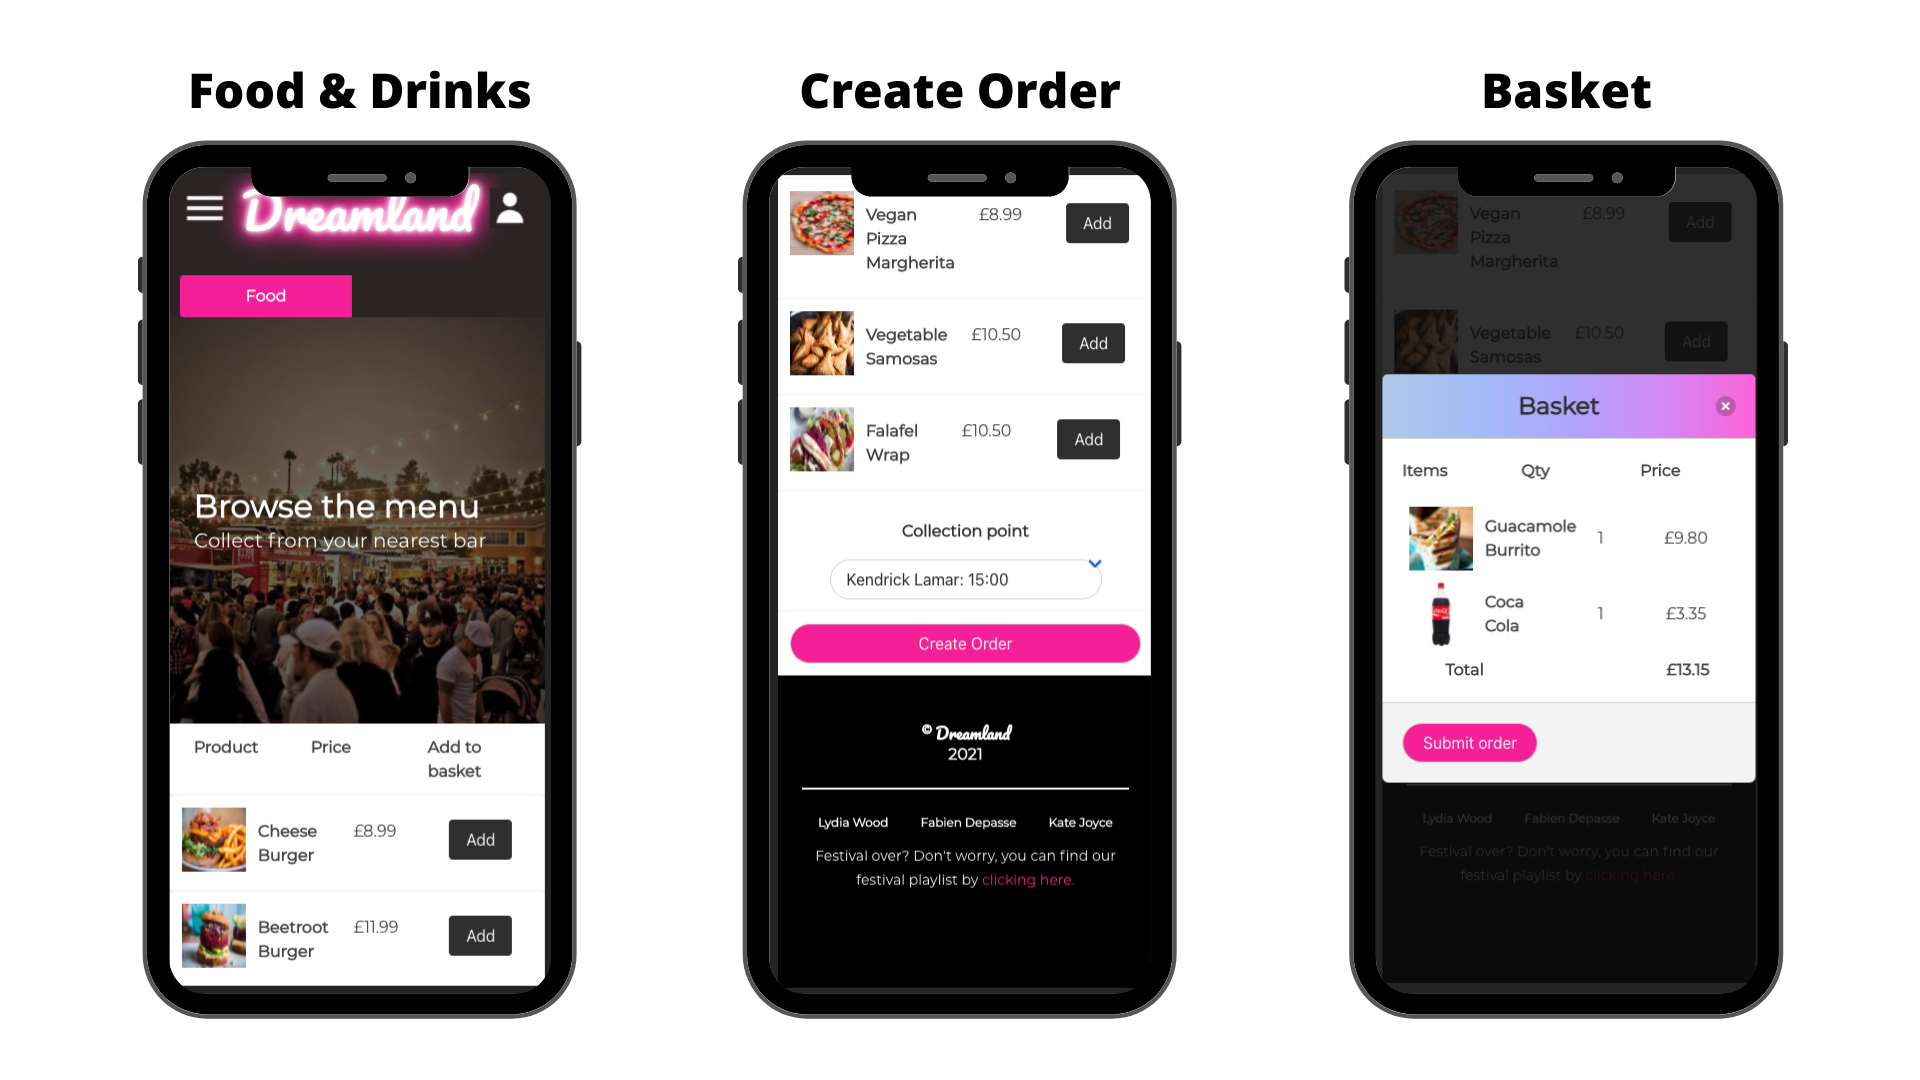 Food & Drinks
Dreamland
Food
Browse the menu
Collect from your nearest bar
Product Price Add to
basket
Cheese £8.99 Add
Burger
Beetroot £11.99 Add
Burger
Create Order
Vegan £8.99 Add
Pizza
Margherita
Vegetable £10.50 Add
Samosas
Falafel £10.50 Add
Wrap
Collection point
Kendrick Lamar: 15:00
Create Order
© Dreamland
2021
Lydia Wood Fabien Depasse Kate Joyce
Festival over? Don't worry, you can find our
festival playlist by clicking here.
Basket
Vegan £8.99 Add
Pizza
Margherita
Vegetable £10.50 Add
Samosas
Basket
Items Qty Price
Guacamole 1 £9.80
Burrito
Coca 1 £3.35
Cola
Total £13.15
Submit order
Lydia Wood Fabien Depasse Kate Joyce
Festival over? Don't worry, you can find our
festival playlist by clicking here.